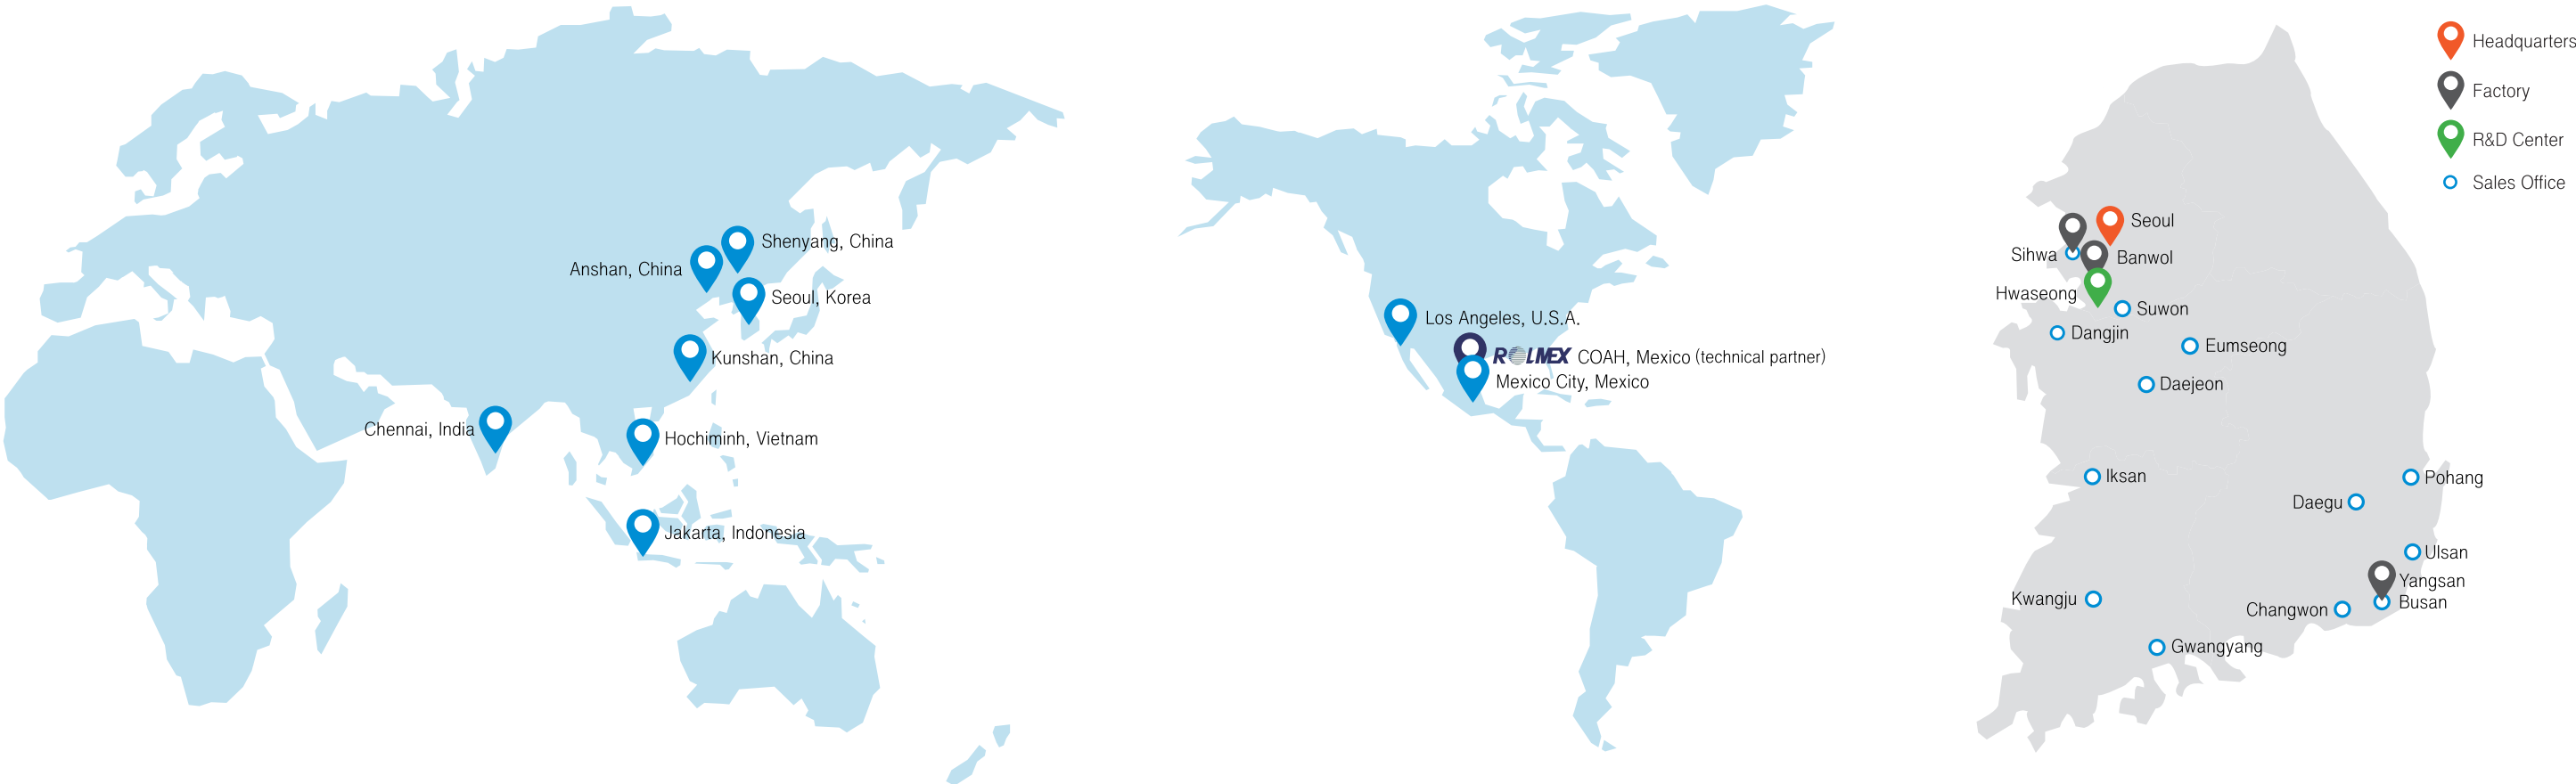 Shenyang, China
Anshan, China
Seoul, Korea
Kunshan, China
Chennai, India
Hochiminh, Vietnam
Jakarta, Indonesia
Los Angeles, U.S.A.
ROLMEX COAH, Mexico (technical partner)
Mexico City, Mexico
Headquarters
Factory
R&D Center
Sales Office
Seoul
Sihwa
Banwol
Hwaseong
Suwon
Dangjin
Eumseong
Daejeon
Iksan
Pohang
Daegu
Ulsan
Yangsan
Kwangju
Changwon
Busan
Gwangyang